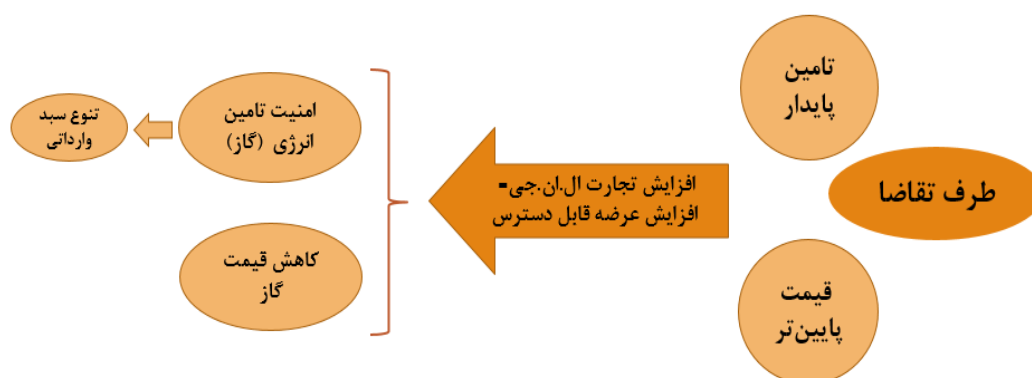 تامین
پایدار
طرف تقاضا
قیمت
پایین‌تر
افزایش تجارت ال.ان.جی-
افزایش عرضه قابل دسترس
امنیت تامین
انرژی (گاز)
تنوع سبد
وارداتی
کاهش قیمت
گاز